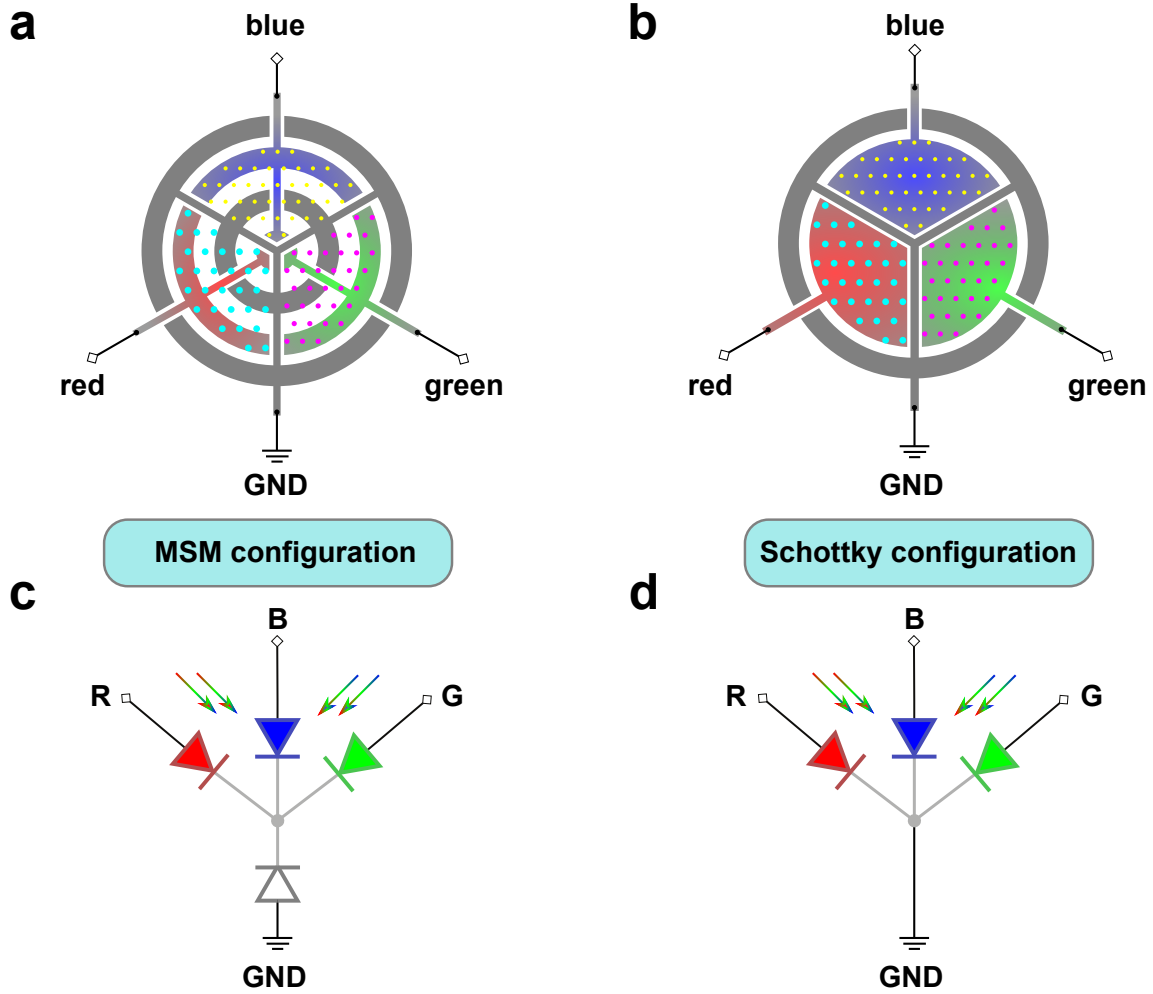 a
blue
red
green
GND
b
blue
red
green
GND
MSM configuration
Schottky configuration
c
B
R
G
GND
d
B
R
G
GND